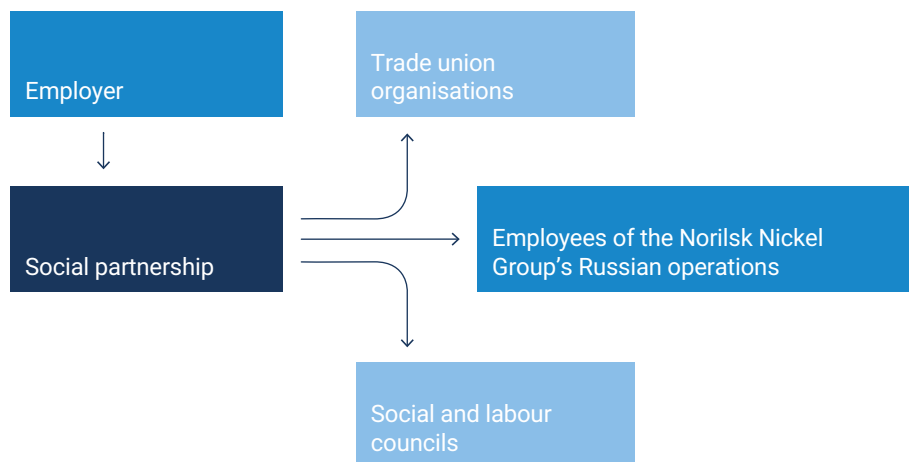 Employer
Trade union
organisations
Social partnership
Employees of the Norilsk Nickel
Group's Russian operations
Social and labour
councils